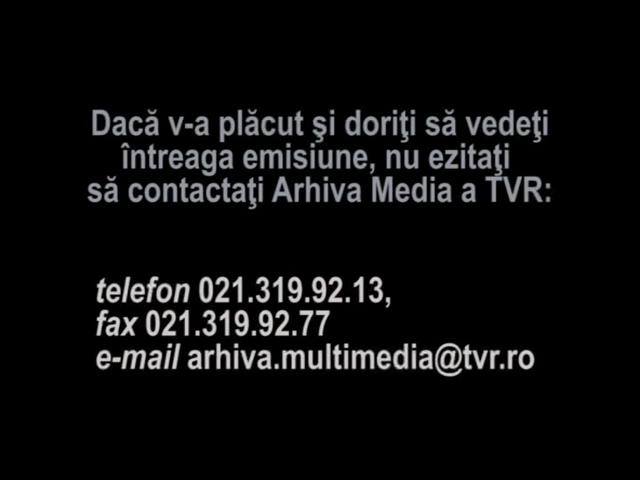 Dacă v-a plăcut şi doriţi să vedeţi
întreaga emisiune, nu ezitaţi
să contactaţi Arhiva Media a TVR:
telefon 021.319.92.13,
fax 021.319.92.77
e-mail arhiva.multimedia@tvr.ro